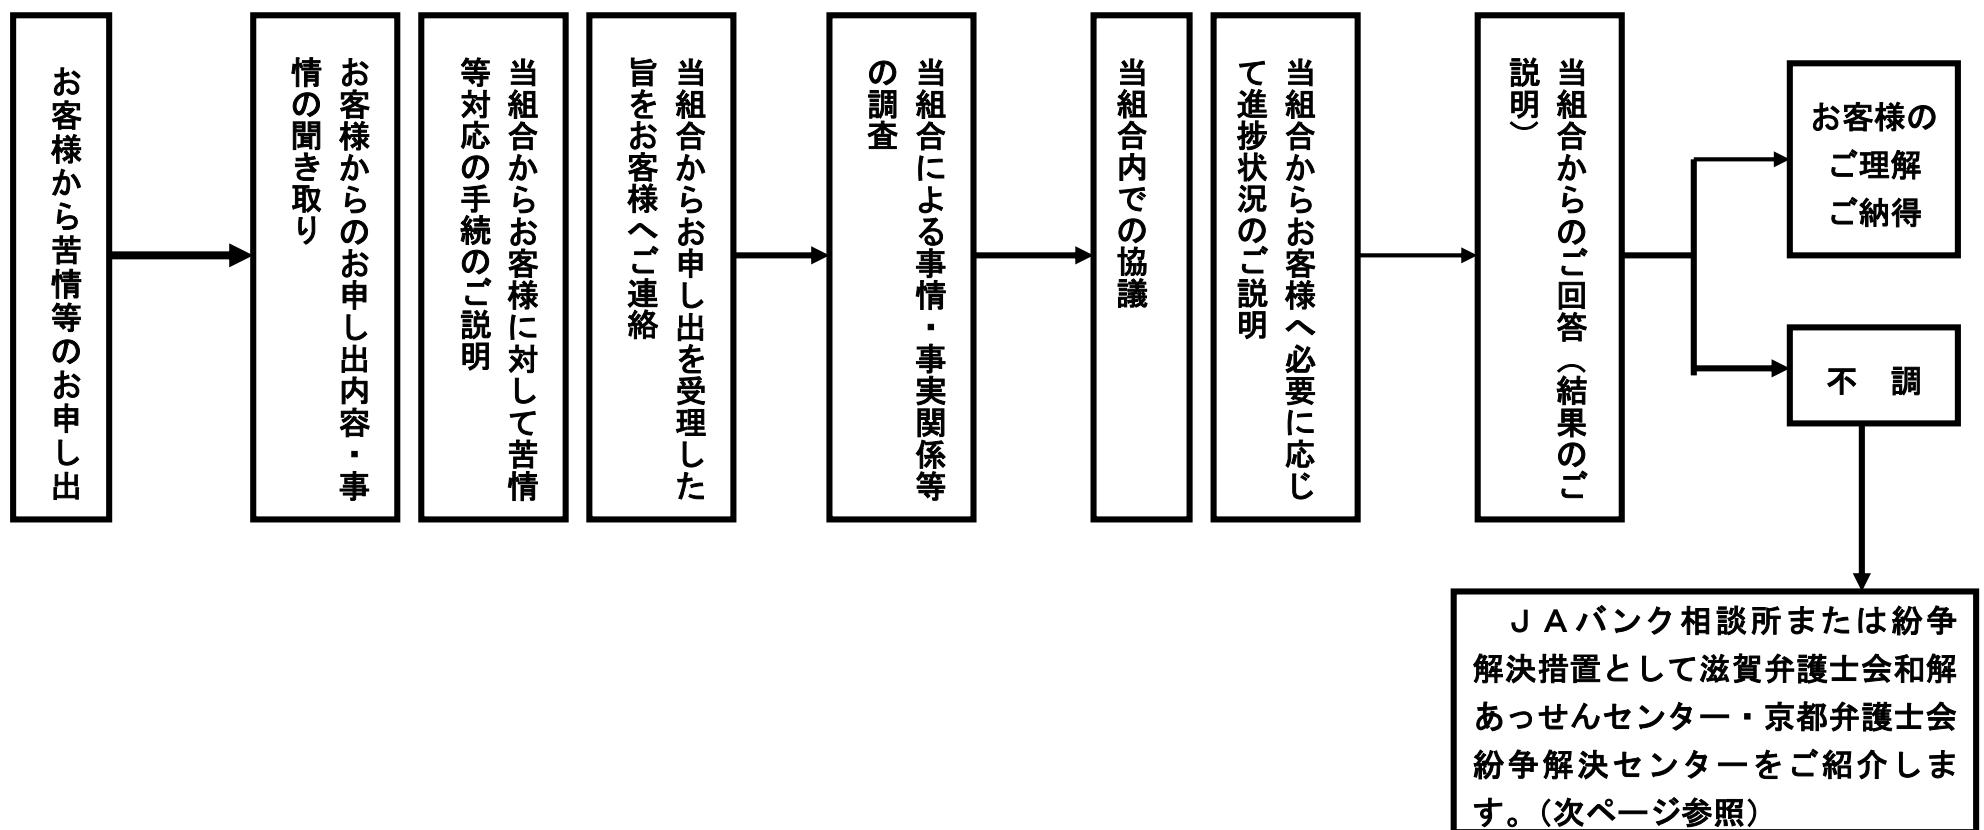 お客様から苦情等のお申し出
お客様からのお申し出内容・事
情の聞き取り
当組合からお客様に対して苦情
等対応の手続のご説明
当組合からお申し出を受理した
旨をお客様へご連絡
当組合による事情・事実関係等
の調査
当組合内での協議
当組合からお客様へ必要に応じ
て進捗状況のご説明
当組合からのご回答（結果のご
説明）
お客様の
ご理解
ご納得
不　調
ＪＡバンク相談所または紛争
解決措置として滋賀弁護士会和解
あっせんセンター・京都弁護士会
紛争解決センターをご紹介しま
す。（次ページ参照）